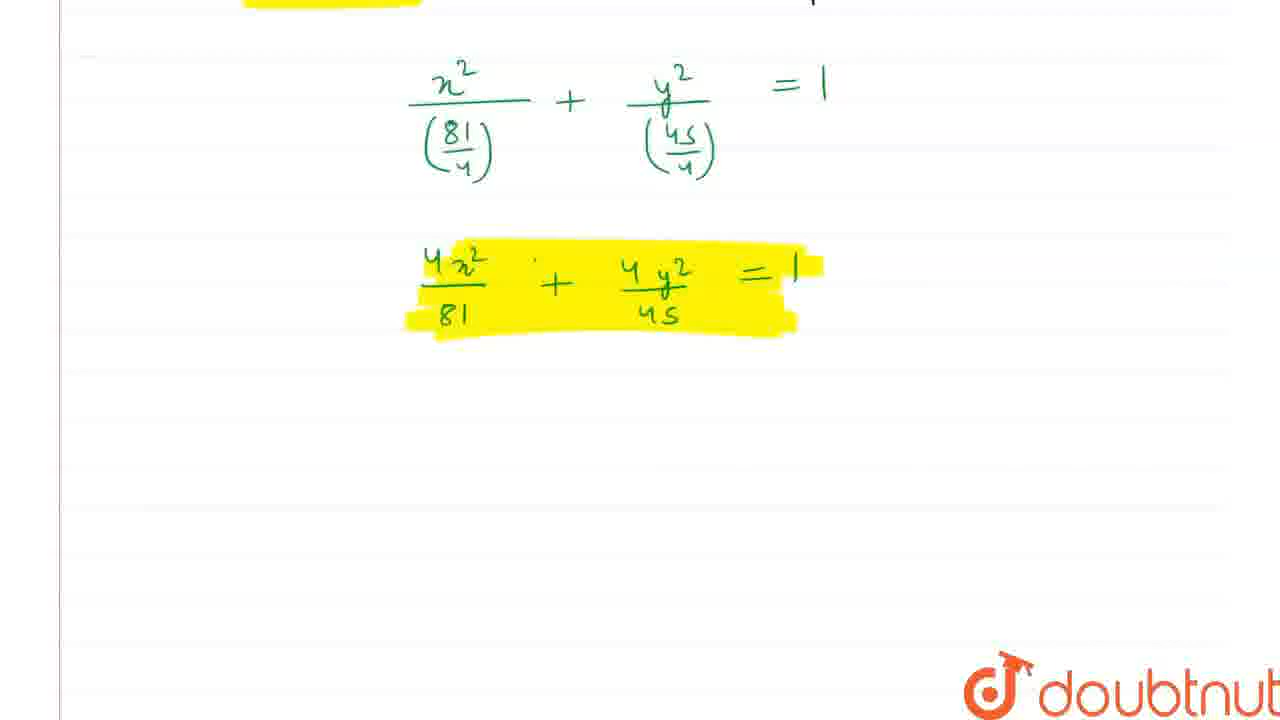 x²/(81/4) + y²/(45/4) = 1
4x²/81 + 4y²/45 = 1
doubtnut